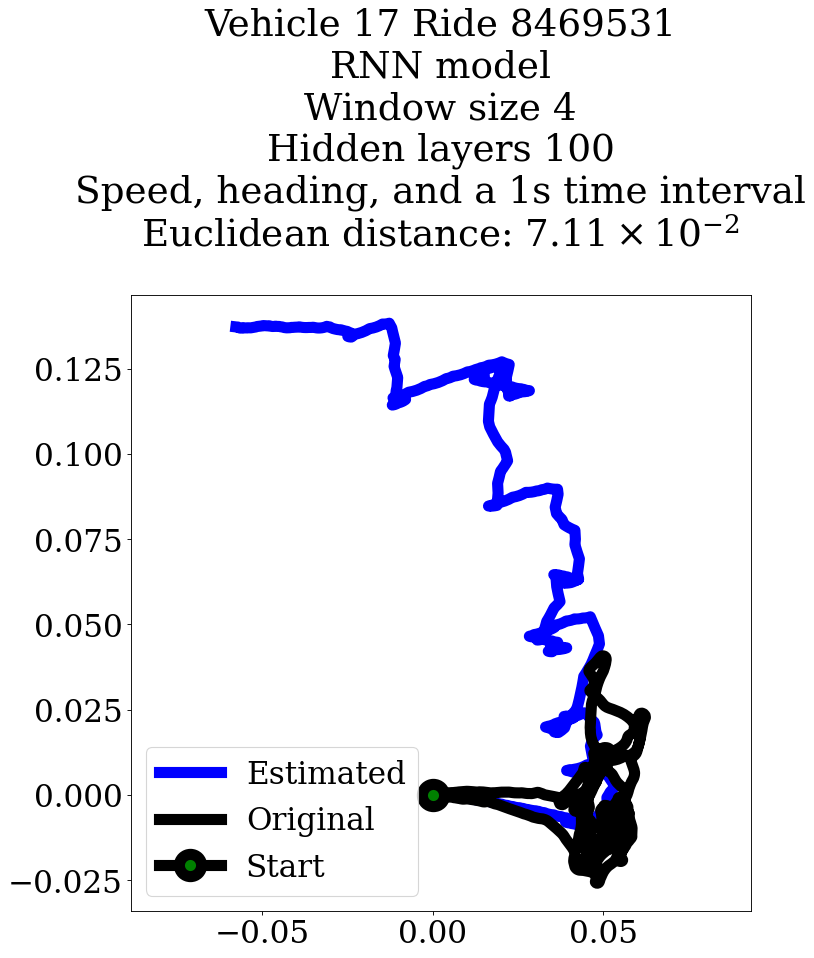 Vehicle 17 Ride 8469531
RNN model
Window size 4
Hidden layers 100
Speed, heading, and a 1s time interval
Euclidean distance: 7.11 × 10⁻²
0.125
0.100
0.075
0.050
0.025
0.000
−0.025
Estimated
Original
Start
−0.05 0.00 0.05